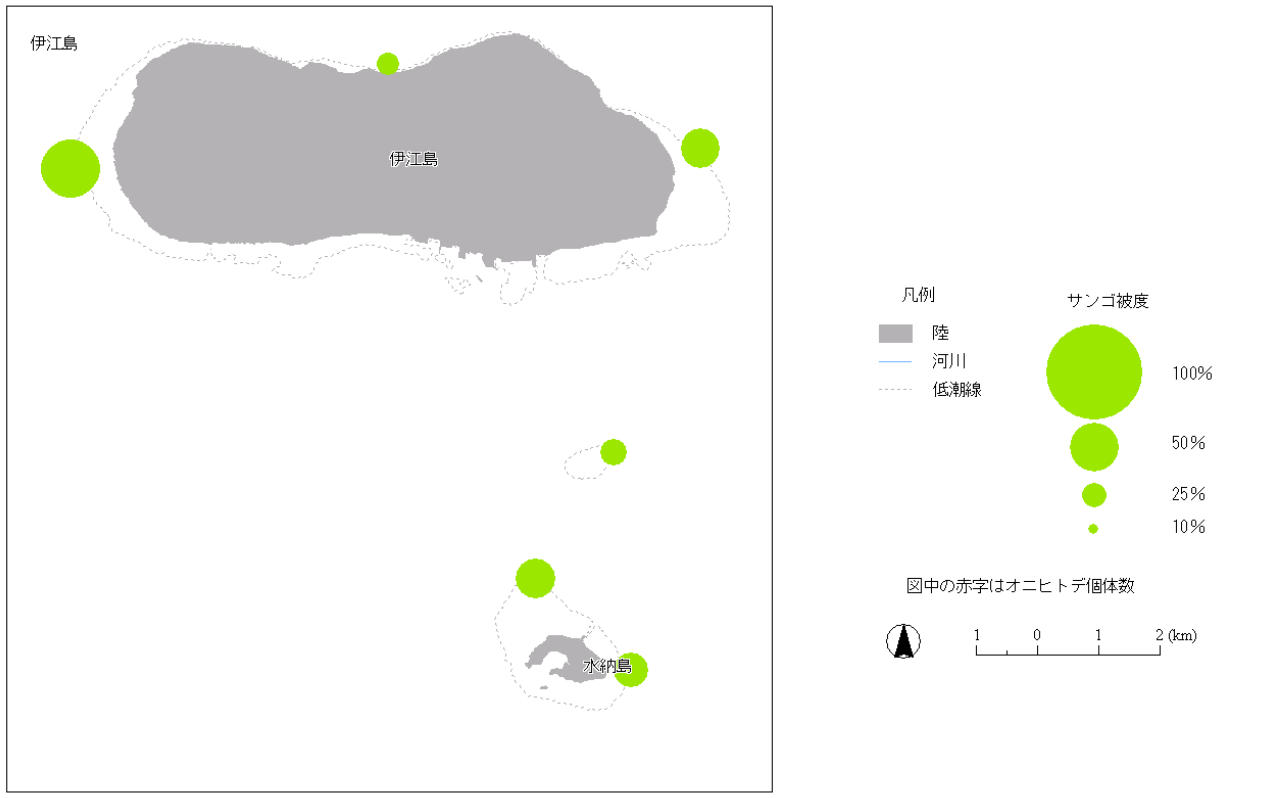 伊江島
伊江島
水納島
凡例
陸
河川
低潮線
サンゴ被度
100%
50%
25%
10%
図中の赤字はオニヒトデ個体数
1 0 1 2 (km)